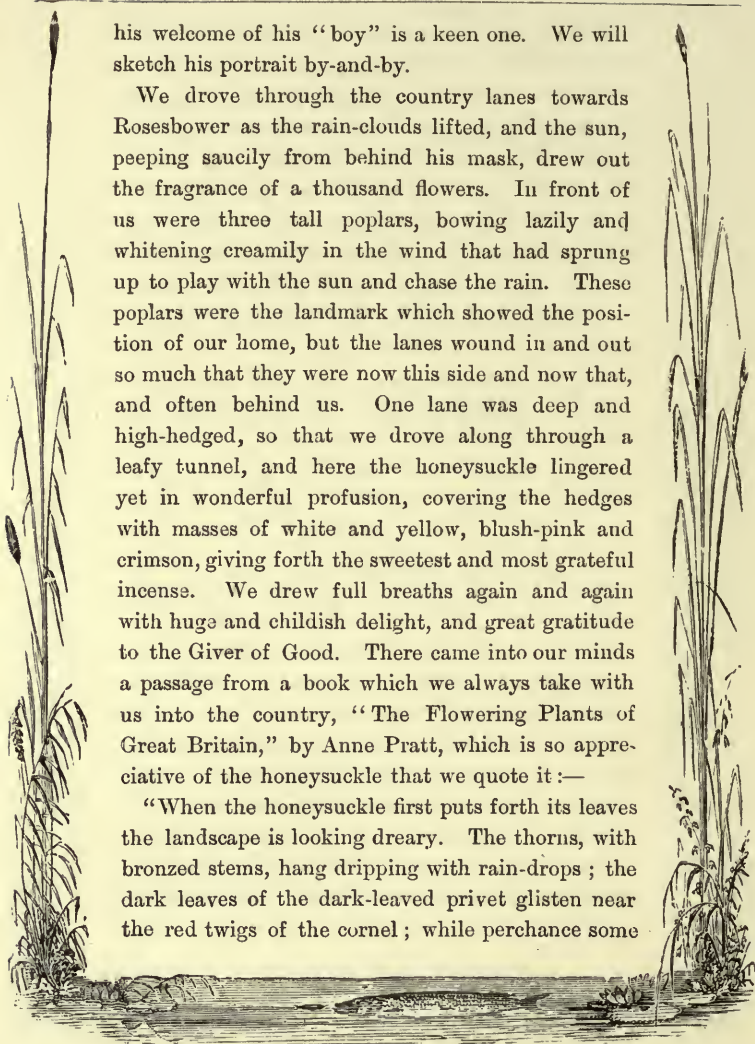 his welcome of his “boy” is a keen one. We will
sketch his portrait by-and-by.
We drove through the country lanes towards
Rosesbower as the rain-clouds lifted, and the sun,
peeping saucily from behind his mask, drew out
the fragrance of a thousand flowers. In front of
us were three tall poplars, bowing lazily and
whitening creamily in the wind that had sprung
up to play with the sun and chase the rain. These
poplars were the landmark which showed the posi-
tion of our home, but the lanes wound in and out
so much that they were now this side and now that,
and often behind us. One lane was deep and
high-hedged, so that we drove along through a
leafy tunnel, and here the honeysuckle lingered
yet in wonderful profusion, covering the hedges
with masses of white and yellow, blush-pink and
crimson, giving forth the sweetest and most grateful
incense. We drew full breaths again and again
with huge and childish delight, and great gratitude
to the Giver of Good. There came into our minds
a passage from a book which we always take with
us into the country, “The Flowering Plants of
Great Britain,” by Anne Pratt, which is so appre-
ciative of the honeysuckle that we quote it :—
“When the honeysuckle first puts forth its leaves
the landscape is looking dreary. The thorns, with
bronzed stems, hang dripping with rain-drops ; the
dark leaves of the dark-leaved privet glisten near
the red twigs of the cornel ; while perchance some